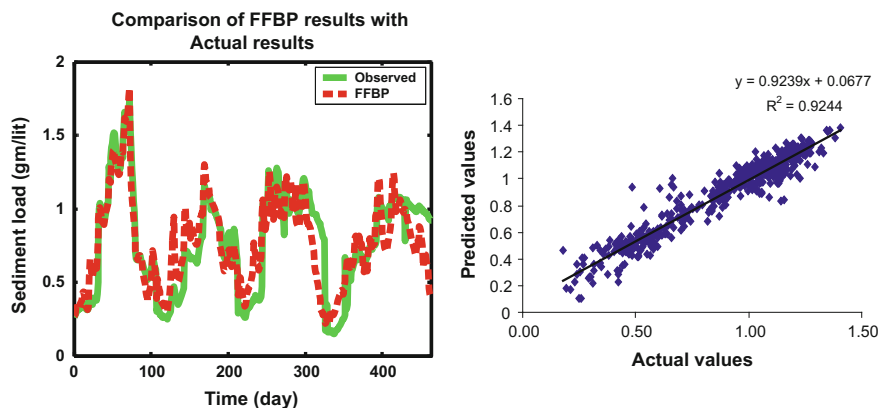 Comparison of FFBP results with
Actual results
2
1.5
1
0.5
0
Sediment load (gm/lit)
Observed
FFBP
0
100
200
300
400
Time (day)
y = 0.9239x + 0.0677
R² = 0.9244
1.6
1.4
1.2
1.0
0.8
0.6
0.4
0.2
0
Predicted values
0.00
0.50
1.00
1.50
Actual values